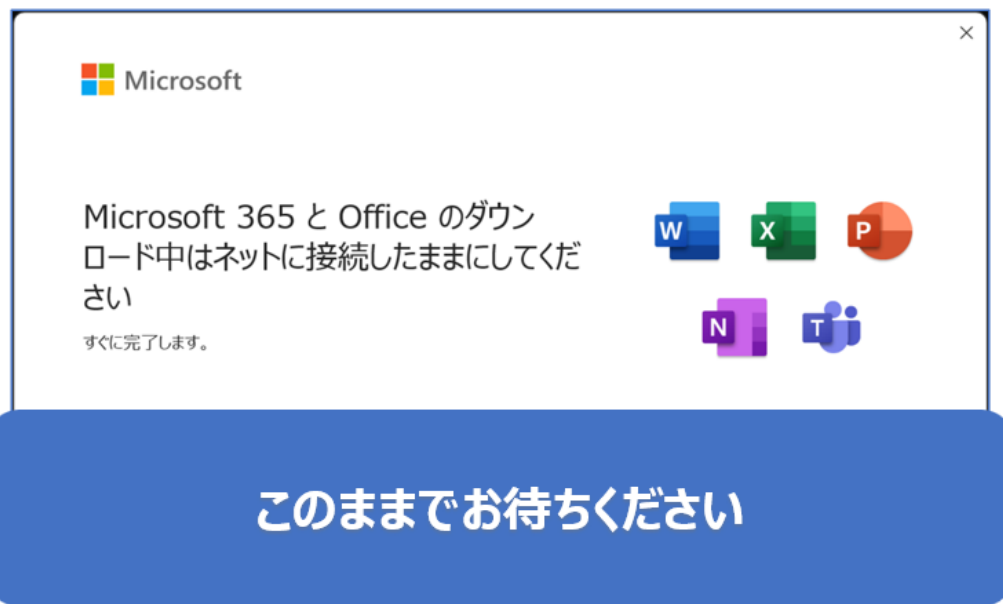 Microsoft
Microsoft 365 と Office のダウン
ロード中はネットに接続したままにしてくだ
さい
すぐに完了します。
W
X
P
N
T
このままでお待ちください